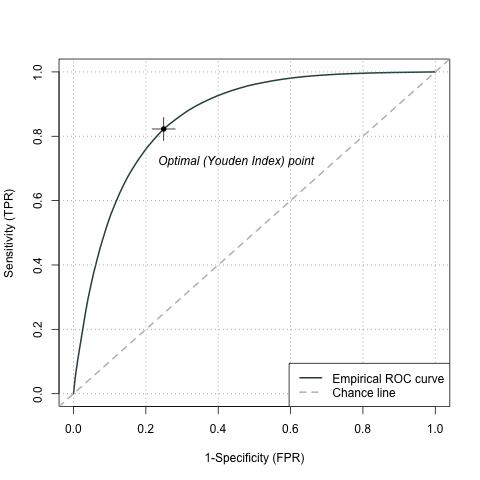 Sensitivity (TPR)
1.0
0.8
0.6
0.4
0.2
0.0
Optimal (Youden Index) point
Empirical ROC curve
Chance line
0.0 0.2 0.4 0.6 0.8 1.0
1-Specificity (FPR)